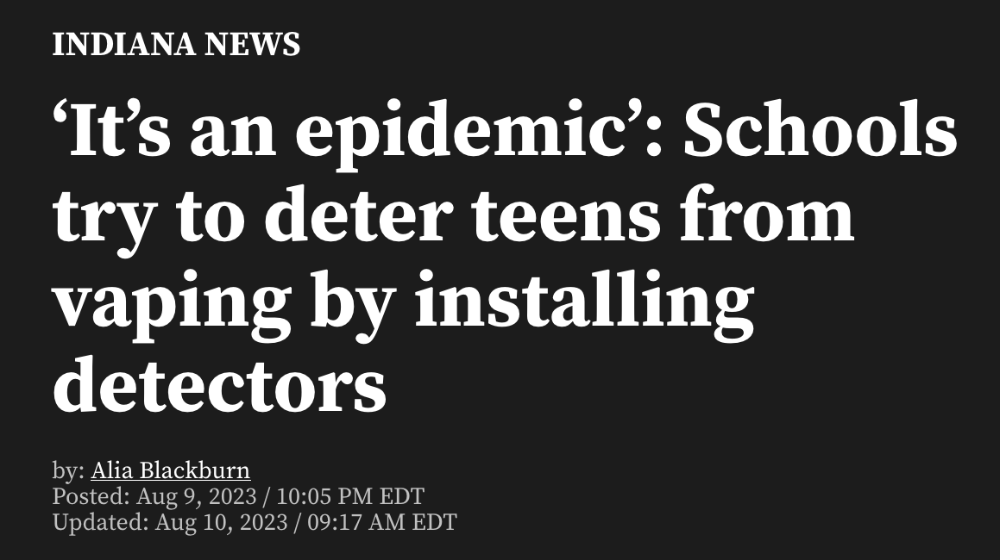 INDIANA NEWS
‘It’s an epidemic’: Schools
try to deter teens from
vaping by installing
detectors
by: Alia Blackburn
Posted: Aug 9, 2023 / 10:05 PM EDT
Updated: Aug 10, 2023 / 09:17 AM EDT